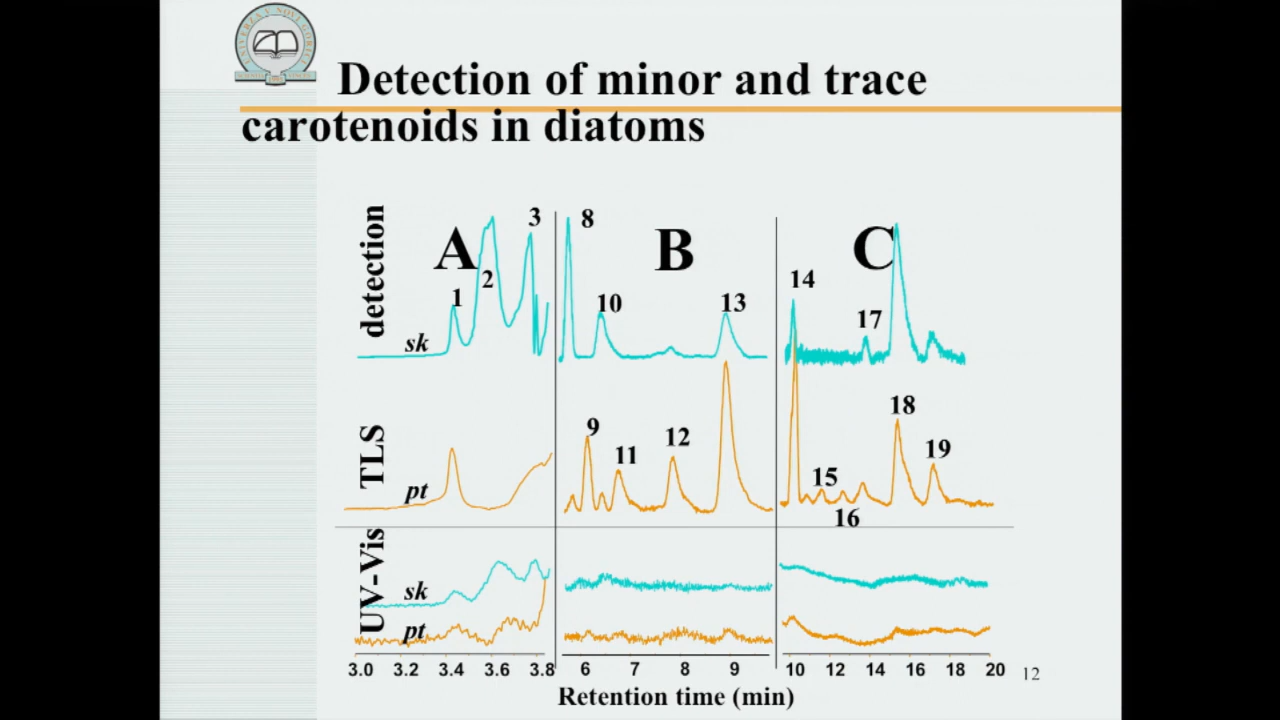 Detection of minor and trace
carotenoids in diatoms
detection
TLS
UV-Vis
A
B
C
1
2
3
8
10
13
14
17
sk
9
11
12
15
16
18
19
pt
sk
pt
3.0 3.2 3.4 3.6 3.8 6 7 8 9 10 12 14 16 18 20
Retention time (min)
12